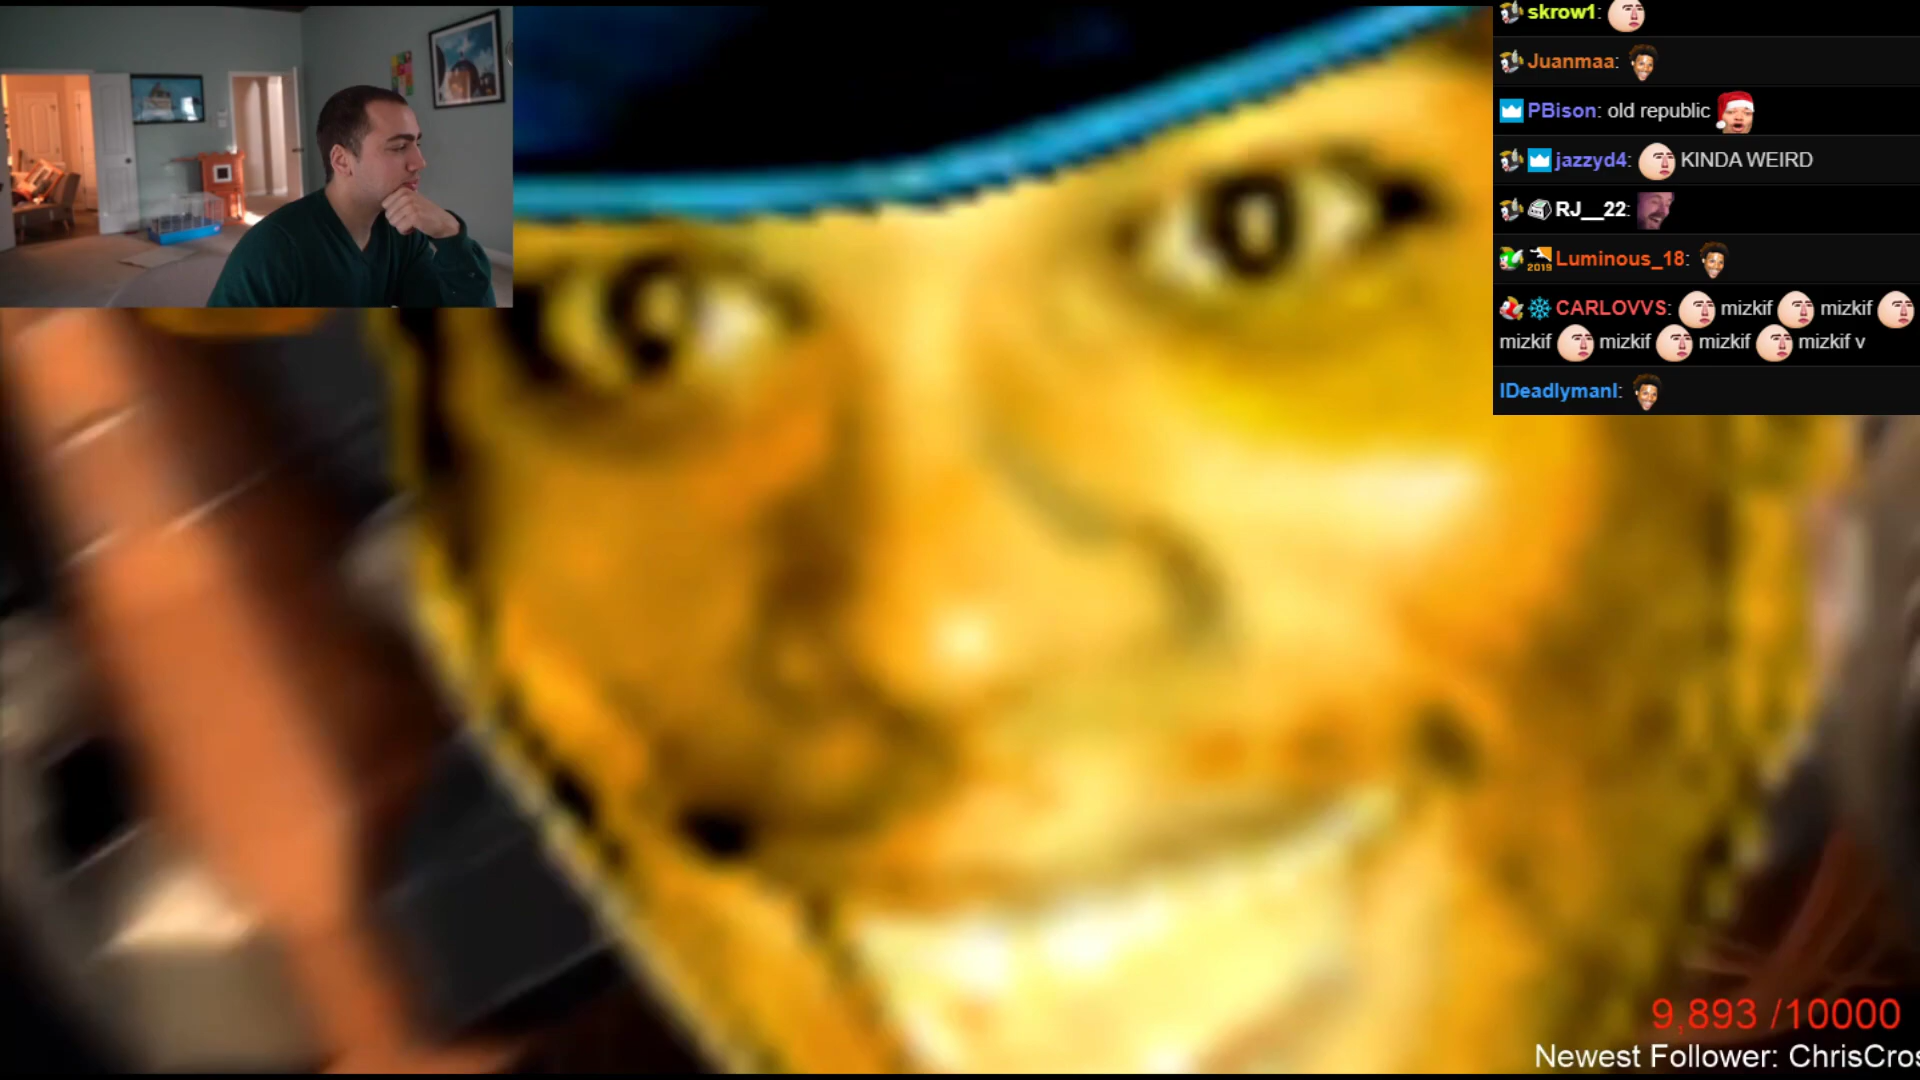 skrow1:
Juanmaa:
PBison: old republic
jazzyd4: KINDA WEIRD
RJ__22:
2019 Luminous_18:
CARLOVVS: mizkif mizkif
mizkif mizkif mizkif mizkif v
IDeadlymanI:
9,893 /10000
Newest Follower: ChrisCros